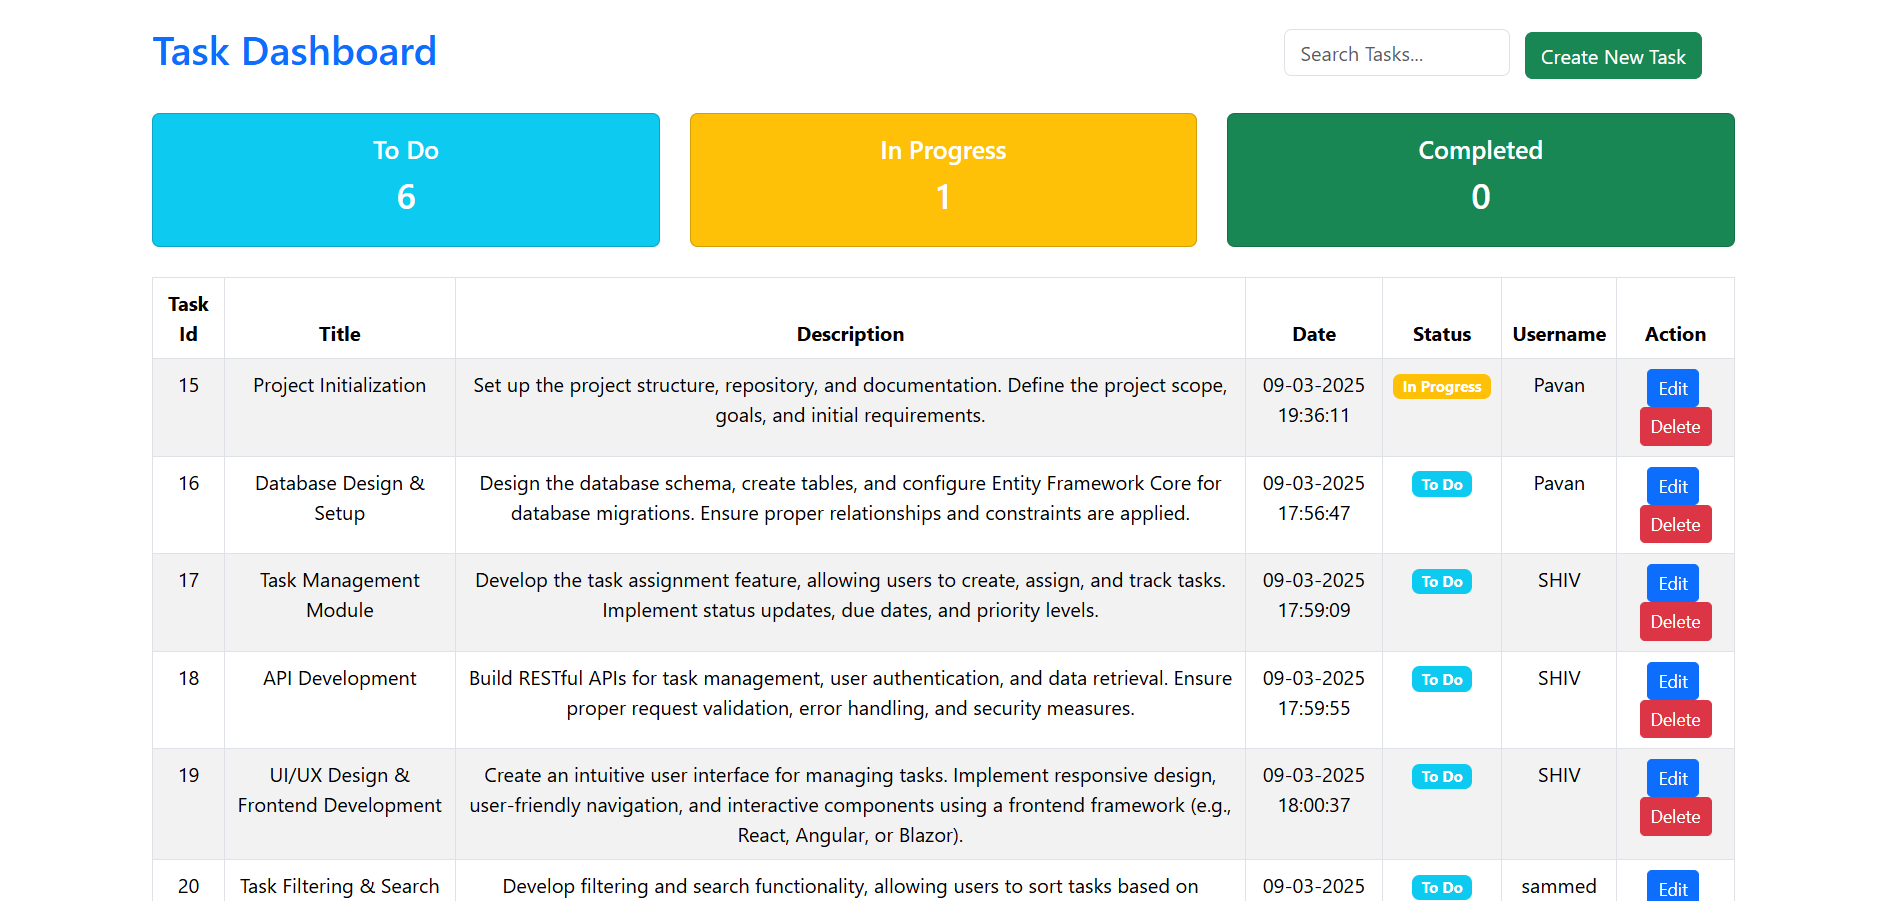 Task Dashboard
Search Tasks...
Create New Task
To Do
6
In Progress
1
Completed
0
Task Id Title Description Date Status Username Action
15 Project Initialization Set up the project structure, repository, and documentation. Define the project scope, 09-03-2025 In Progress Pavan Edit
goals, and initial requirements. 19:36:11 Delete
16 Database Design & Design the database schema, create tables, and configure Entity Framework Core for 09-03-2025 To Do Pavan Edit
Setup database migrations. Ensure proper relationships and constraints are applied. 17:56:47 Delete
17 Task Management Develop the task assignment feature, allowing users to create, assign, and track tasks. 09-03-2025 To Do SHIV Edit
Module Implement status updates, due dates, and priority levels. 17:59:09 Delete
18 API Development Build RESTful APIs for task management, user authentication, and data retrieval. Ensure 09-03-2025 To Do SHIV Edit
proper request validation, error handling, and security measures. 17:59:55 Delete
19 UI/UX Design & Create an intuitive user interface for managing tasks. Implement responsive design, 09-03-2025 To Do SHIV Edit
Frontend Development user-friendly navigation, and interactive components using a frontend framework (e.g., 18:00:37 Delete
React, Angular, or Blazor).
20 Task Filtering & Search Develop filtering and search functionality, allowing users to sort tasks based on 09-03-2025 To Do sammed Edit